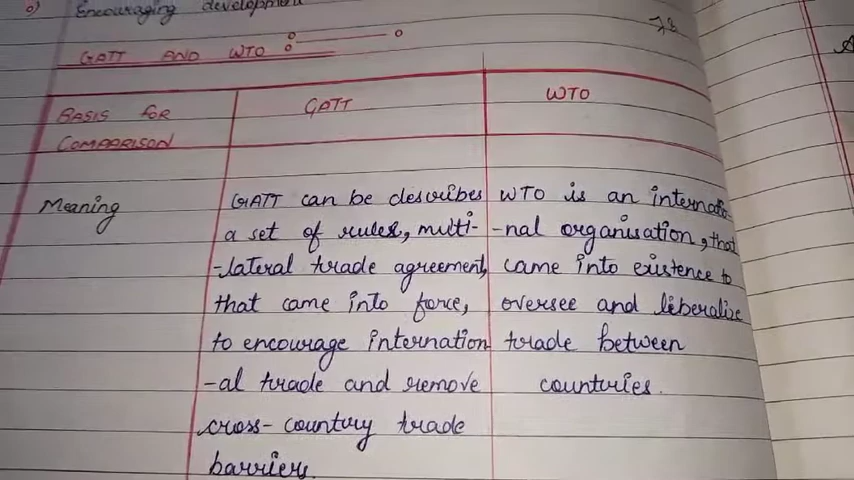 o) Encouraging development
73
GATT AND WTO :
BASIS FOR COMPARISON | GATT | WTO
Meaning
GATT can be describes
a set of rules, multi-
-lateral trade agreement,
that came into force,
to encourage internation
-al trade and remove
cross-country trade
barriers.
WTO is an internatio
-nal organisation, that
came into existence to
oversee and liberalize
trade between
countries.